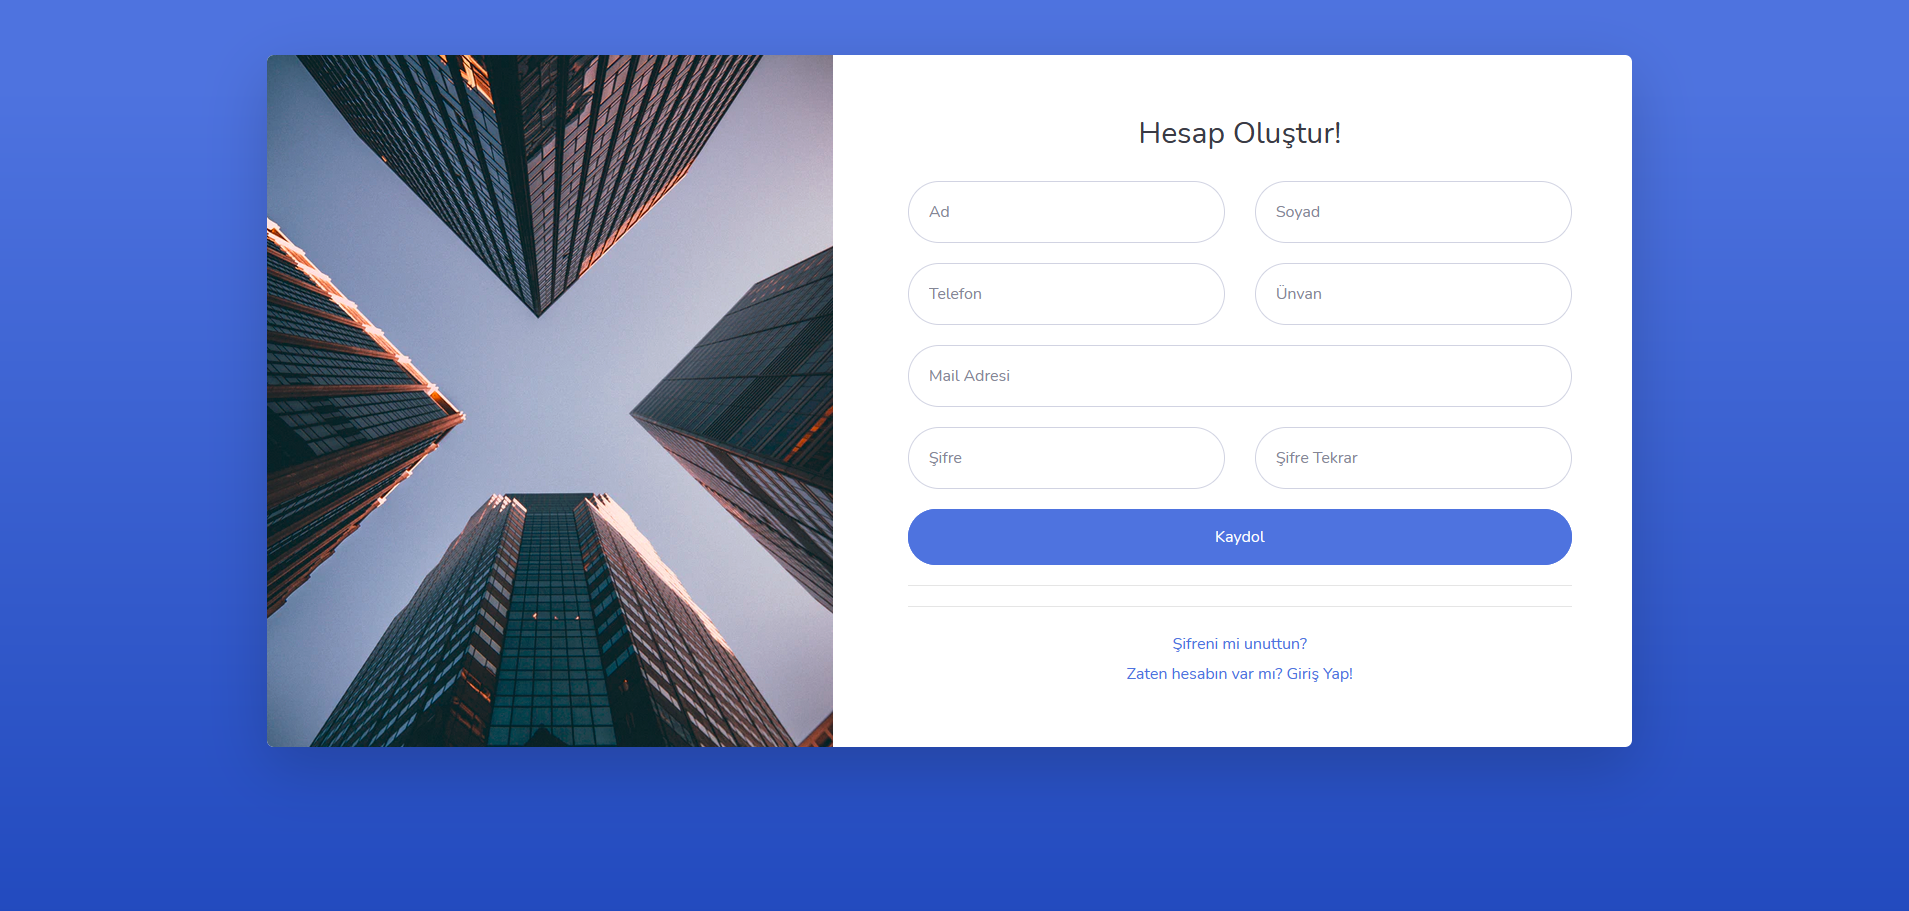 Hesap Oluştur!
Ad
Soyad
Telefon
Ünvan
Mail Adresi
Şifre
Şifre Tekrar
Kaydol
Şifreni mi unuttun?
Zaten hesabın var mı? Giriş Yap!